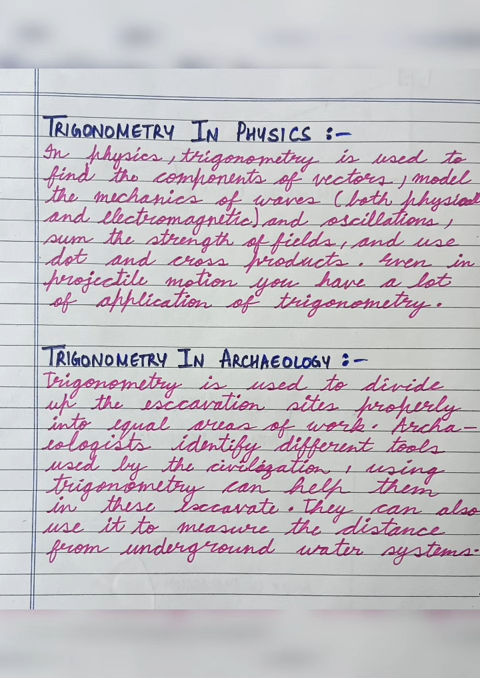 TRIGONOMETRY IN PHYSICS :-
In physics, trigonometry is used to
find the components of vectors, model
the mechanics of waves (both physical
and electromagnetic) and oscillations,
sum the strength of fields, and use
dot and cross products. Even in
projectile motion you have a lot
of application of trigonometry.
TRIGONOMETRY IN ARCHAEOLOGY :-
Trigonometry is used to divide
up the esccavation sites properly
into equal areas of work. Archa-
eologists identify different tools
used by the civilization, using
trigonometry can help them
in these esccavate. They can also
use it to measure the distance
from underground water systems.